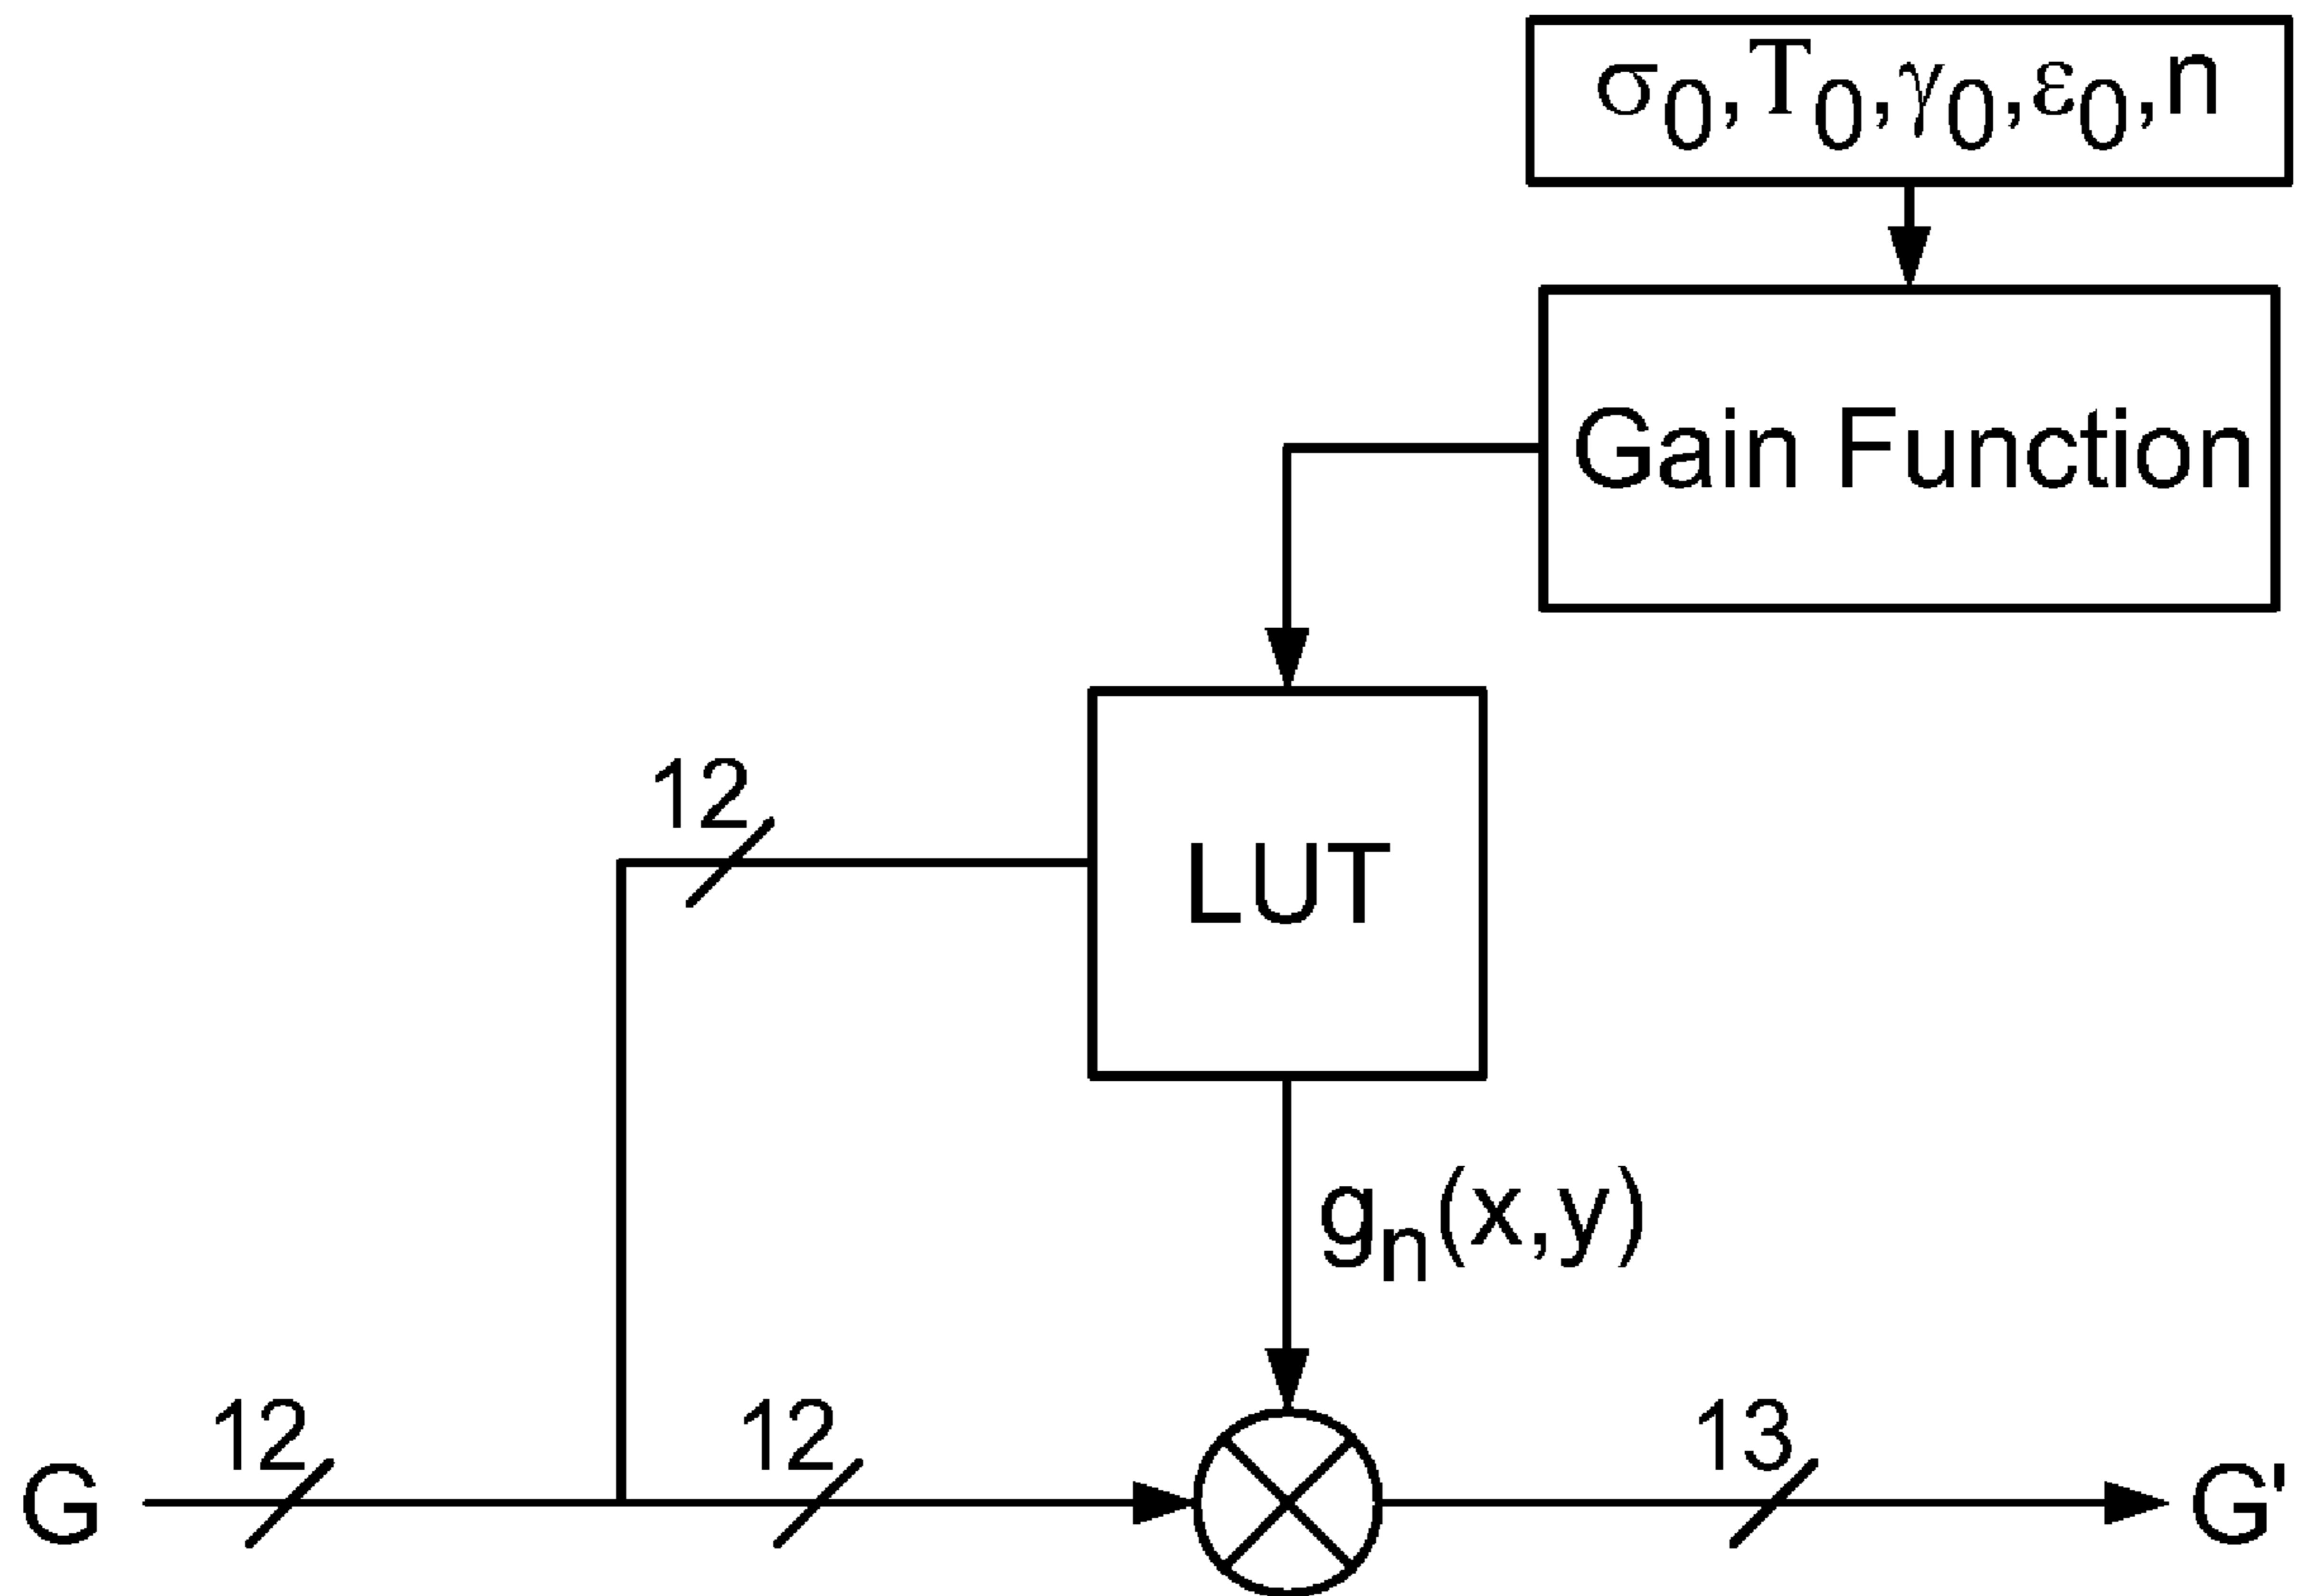 σ₀,T₀,γ₀,ε₀,n
Gain Function
12
LUT
gₙ(x,y)
12
12
13
G
G'